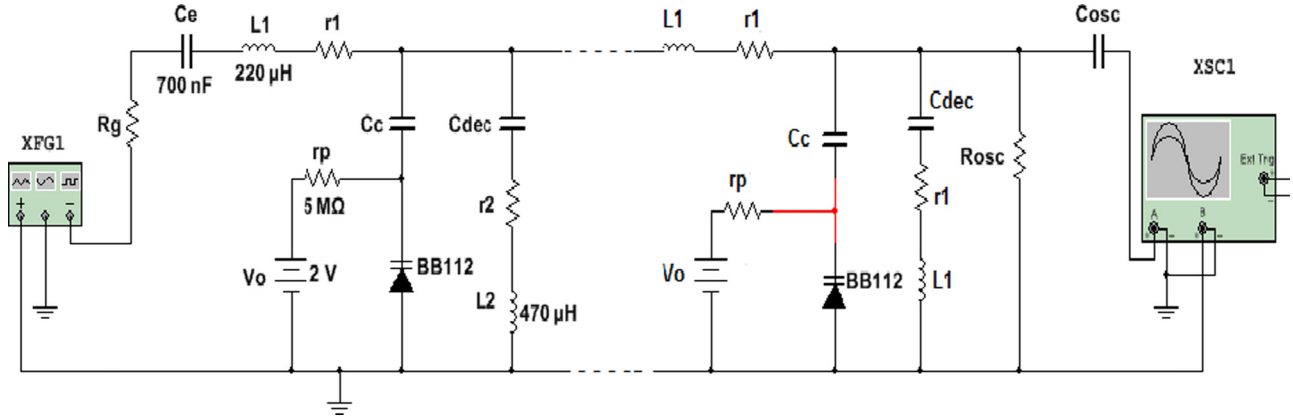 Ce
L1
r1
700 nF
220 µH
Rg
XFG1
+
−
Cc
Cdec
rp
5 MΩ
r2
Vo
2 V
BB112
L2
470 µH
L1
r1
Cosc
XSC1
Cdec
Cc
Rosc
rp
r1
Vo
BB112
L1
Ext Trg
+
−
A
B
+
−
+
−